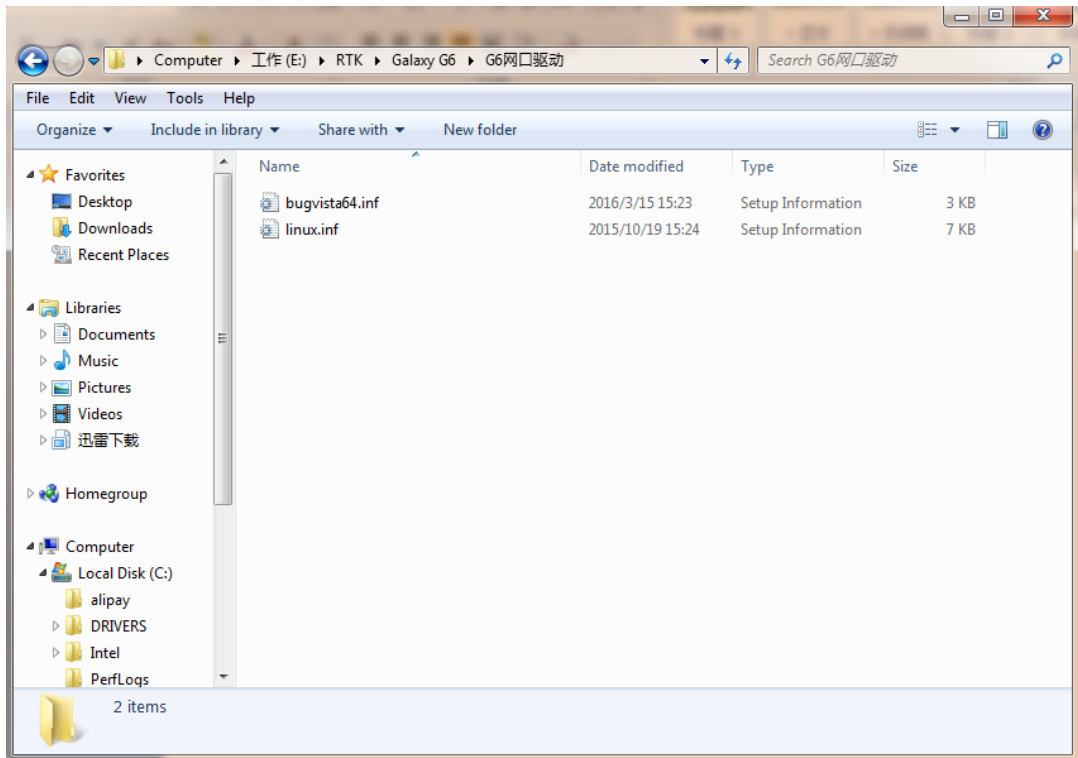 Computer 工作 (E:) RTK Galaxy G6 G6网口驱动 Search G6网口驱动
File Edit View Tools Help
Organize Include in library Share with New folder
Name Date modified Type Size
bugvista64.inf 2016/3/15 15:23 Setup Information 3 KB
linux.inf 2015/10/19 15:24 Setup Information 7 KB
Favorites
Desktop
Downloads
Recent Places
Libraries
Documents
Music
Pictures
Videos
迅雷下载
Homegroup
Computer
Local Disk (C:)
alipay
DRIVERS
Intel
PerfLogs
2 items